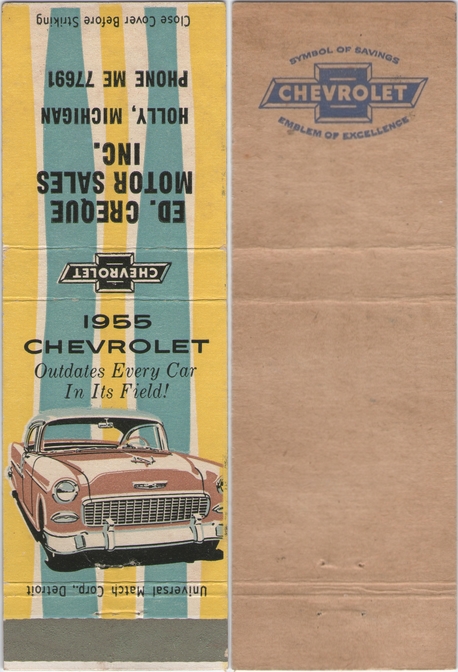 Close Cover Before Striking
ED. CREQUE
MOTOR SALES
INC.
HOLLY, MICHIGAN
PHONE ME 77691
CHEVROLET
1955
CHEVROLET
Outdates Every Car
In Its Field!
Universal Match Corp., Detroit
SYMBOL OF SAVINGS
CHEVROLET
EMBLEM OF EXCELLENCE